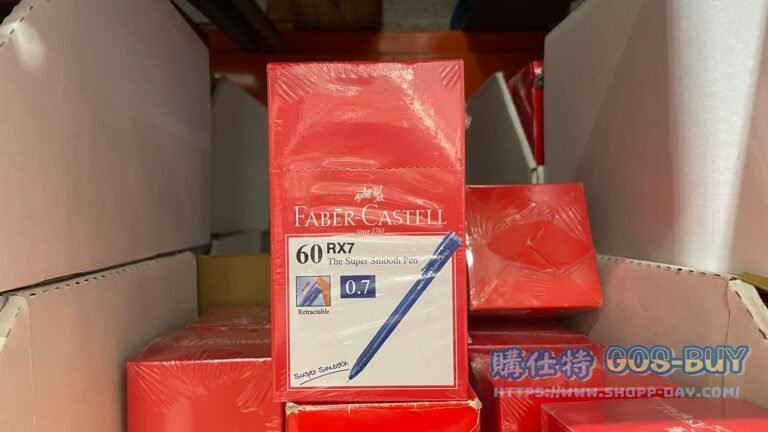 FABER-CASTELL
since 1761
60 RX7
The Super Smooth Pen
0.7
Retractable
Super Smooth
購仕特 GOS-BUY
HTTPS://WWW.SHOPP-DAY.COM/